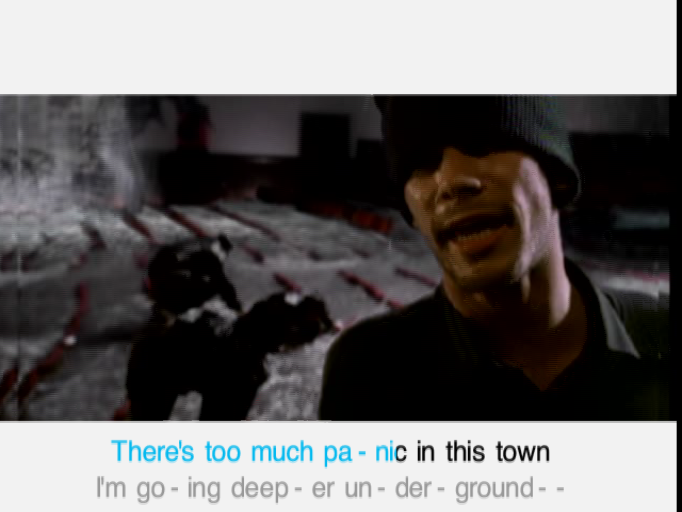 There's too much pa - nic in this town
I'm go - ing deep - er un - der - ground - -